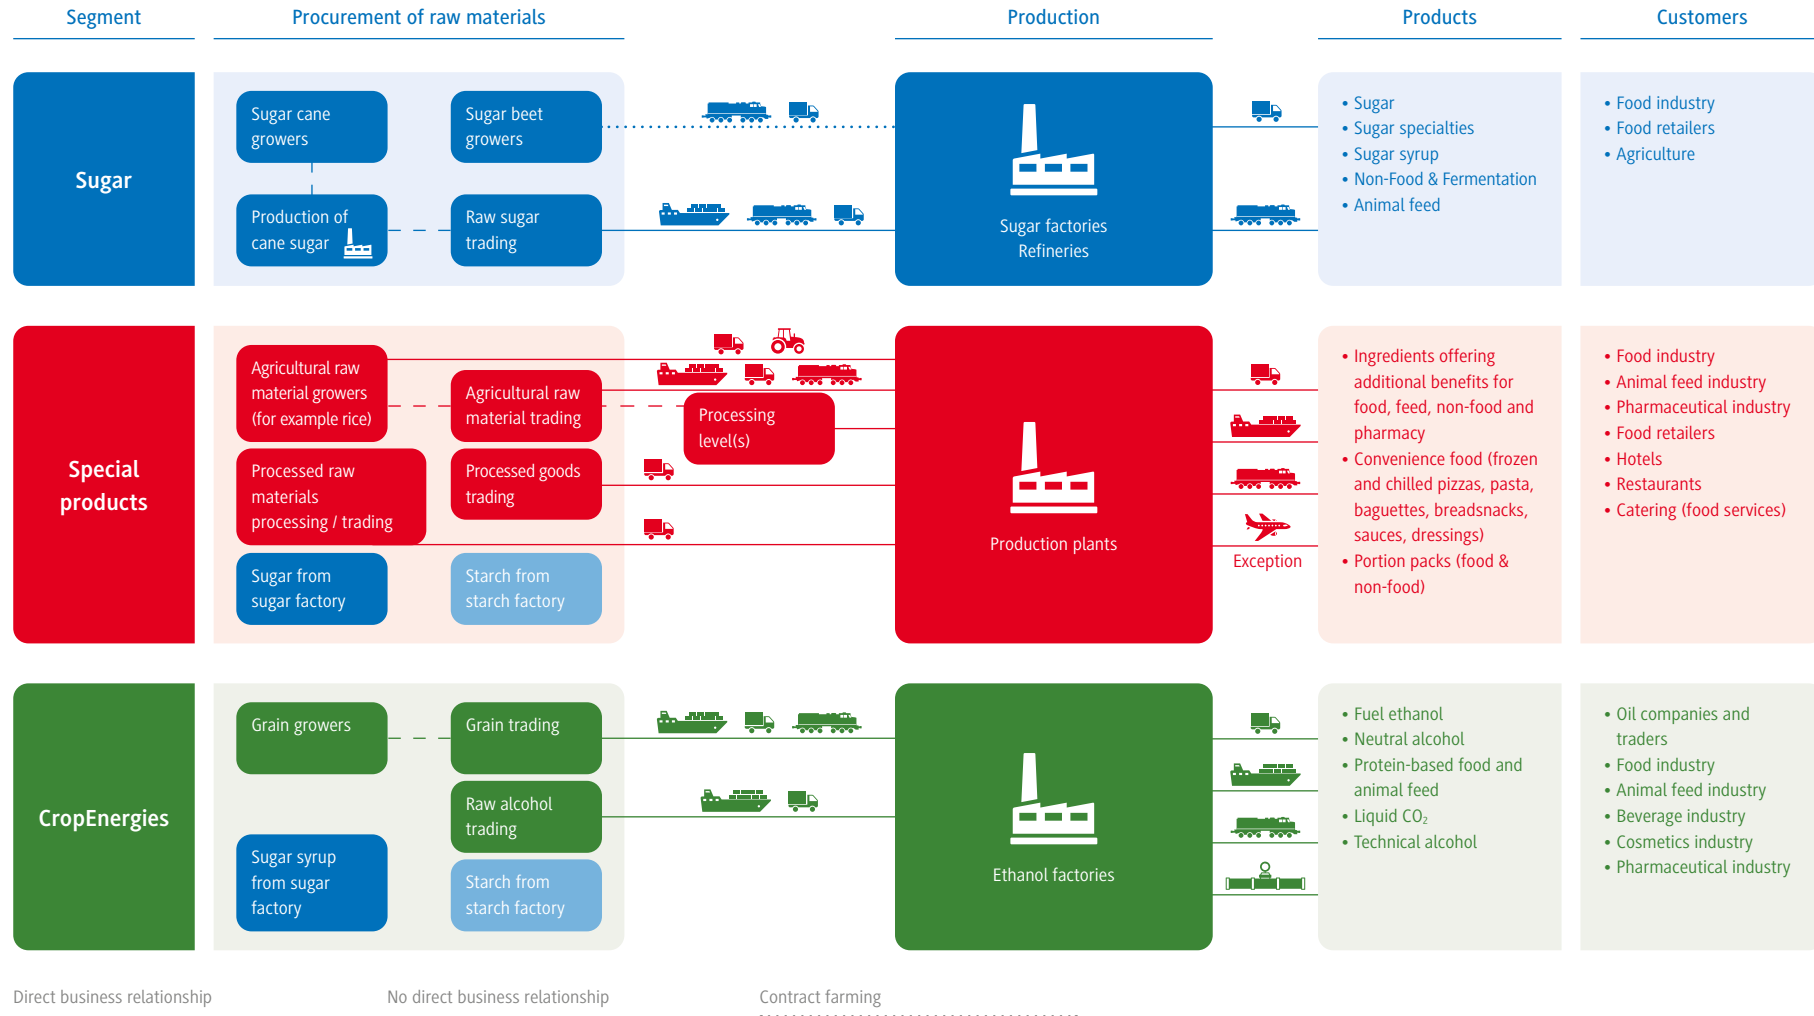 Segment
Procurement of raw materials
Production
Products
Customers
Sugar
Sugar cane
growers
Sugar beet
growers
Production of
cane sugar
Raw sugar
trading
Sugar factories
Refineries
• Sugar
• Sugar specialties
• Sugar syrup
• Non-Food & Fermentation
• Animal feed
• Food industry
• Food retailers
• Agriculture
Special
products
Agricultural raw
material growers
(for example rice)
Agricultural raw
material trading
Processing
level(s)
Processed raw
materials
processing / trading
Processed goods
trading
Sugar from
sugar factory
Starch from
starch factory
Production plants
Exception
• Ingredients offering
additional benefits for
food, feed, non-food and
pharmacy
• Convenience food (frozen
and chilled pizzas, pasta,
baguettes, breadsnacks,
sauces, dressings)
• Portion packs (food &
non-food)
• Food industry
• Animal feed industry
• Pharmaceutical industry
• Food retailers
• Hotels
• Restaurants
• Catering (food services)
CropEnergies
Grain growers
Grain trading
Raw alcohol
trading
Sugar syrup
from sugar
factory
Starch from
starch factory
Ethanol factories
• Fuel ethanol
• Neutral alcohol
• Protein-based food and
animal feed
• Liquid CO₂
• Technical alcohol
• Oil companies and
traders
• Food industry
• Animal feed industry
• Beverage industry
• Cosmetics industry
• Pharmaceutical industry
Direct business relationship
No direct business relationship
Contract farming